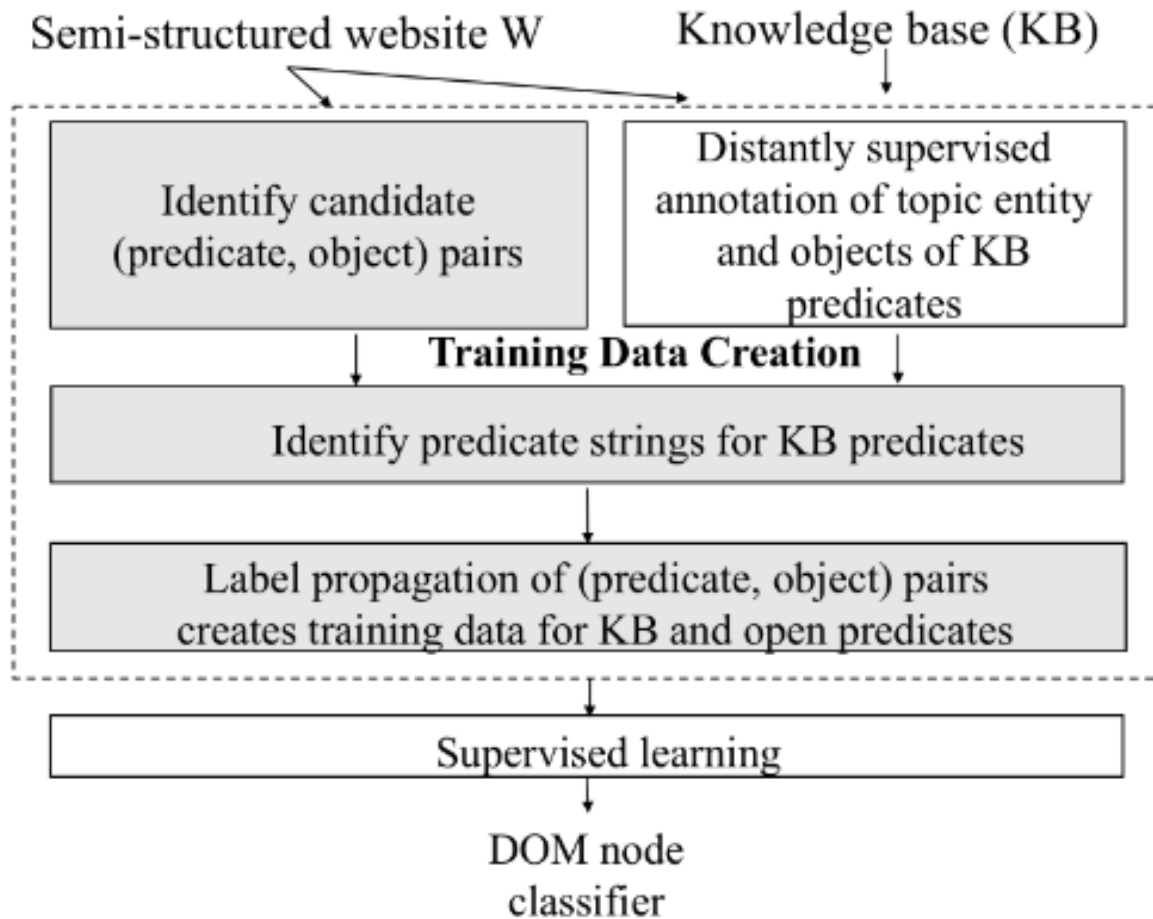 Semi-structured website W
Knowledge base (KB)
Identify candidate
(predicate, object) pairs
Distantly supervised
annotation of topic entity
and objects of KB
predicates
Training Data Creation
Identify predicate strings for KB predicates
Label propagation of (predicate, object) pairs
creates training data for KB and open predicates
Supervised learning
DOM node
classifier